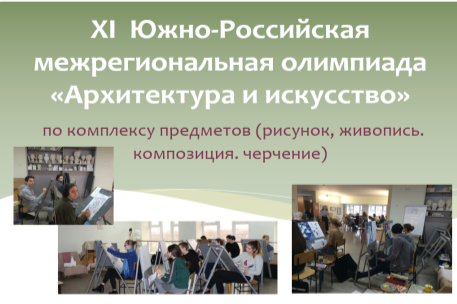 XI Южно-Российская
межрегиональная олимпиада
«Архитектура и искусство»
по комплексу предметов (рисунок, живопись.
композиция. черчение)